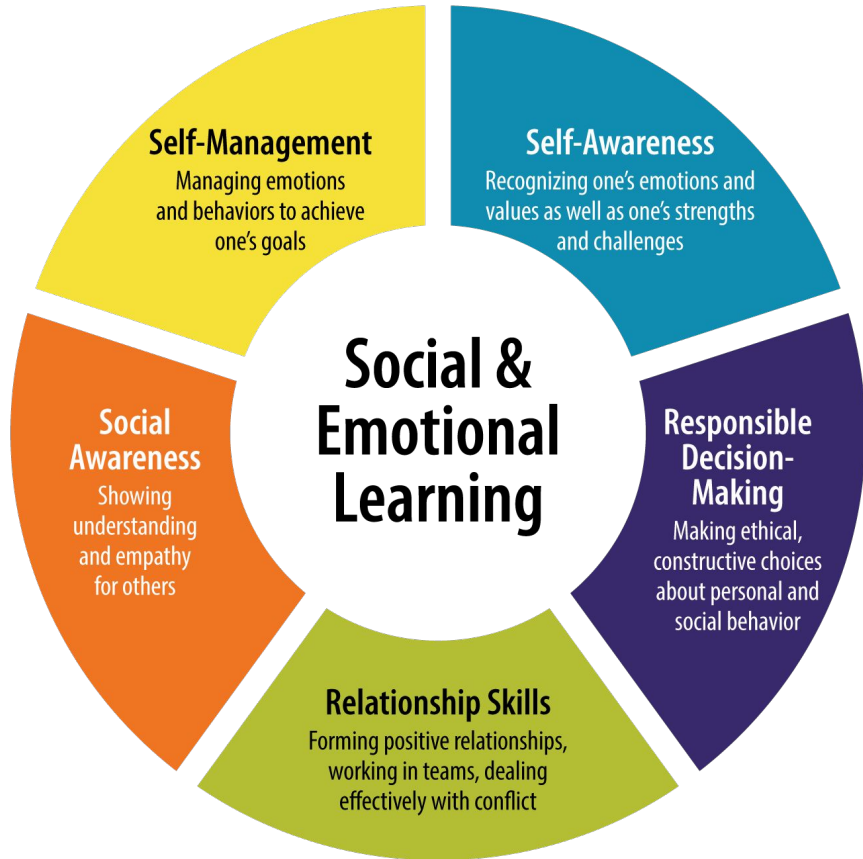 Self-Management
Managing emotions
and behaviors to achieve
one’s goals
Self-Awareness
Recognizing one’s emotions and
values as well as one’s strengths
and challenges
Social &
Emotional
Learning
Social
Awareness
Showing
understanding
and empathy
for others
Responsible
Decision-
Making
Making ethical,
constructive choices
about personal and
social behavior
Relationship Skills
Forming positive relationships,
working in teams, dealing
effectively with conflict